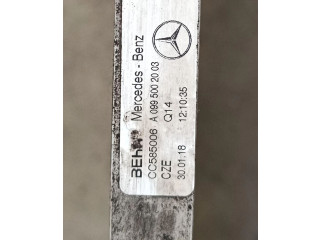 BEHR Mercedes-Benz
CC585006 A 099 500 20 03
CZE Q14
30.01.18 12:10:35